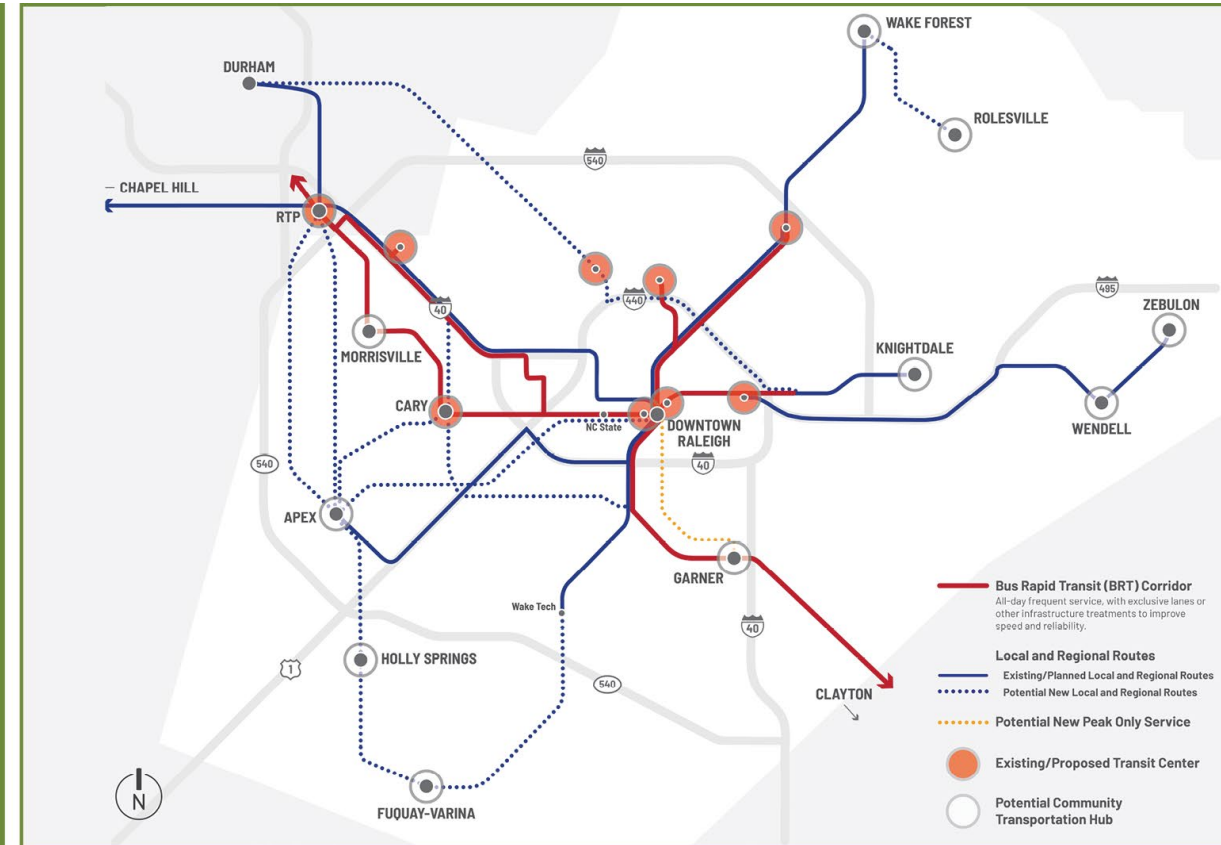 WAKE FOREST
DURHAM
ROLESVILLE
540
– CHAPEL HILL
RTP
495
440
40
ZEBULON
MORRISVILLE
KNIGHTDALE
CARY
NC State
DOWNTOWN
RALEIGH
WENDELL
540
40
APEX
GARNER
Wake Tech
40
HOLLY SPRINGS
1
540
CLAYTON
N
FUQUAY-VARINA
Bus Rapid Transit (BRT) Corridor
All-day frequent service, with exclusive lanes or
other infrastructure treatments to improve
speed and reliability.
Local and Regional Routes
Existing/Planned Local and Regional Routes
Potential New Local and Regional Routes
Potential New Peak Only Service
Existing/Proposed Transit Center
Potential Community
Transportation Hub